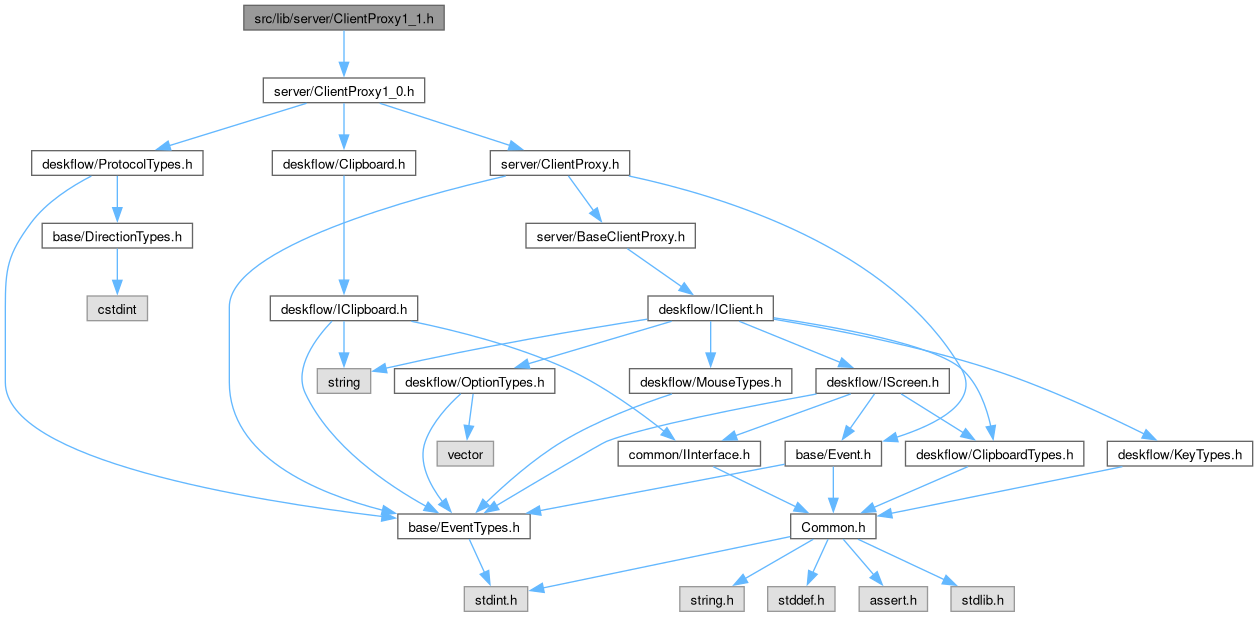 src/lib/server/ClientProxy1_1.h
server/ClientProxy1_0.h
deskflow/ProtocolTypes.h
deskflow/Clipboard.h
server/ClientProxy.h
base/DirectionTypes.h
server/BaseClientProxy.h
cstdint
deskflow/IClipboard.h
deskflow/IClient.h
string
deskflow/OptionTypes.h
deskflow/MouseTypes.h
deskflow/IScreen.h
vector
common/IInterface.h
base/Event.h
deskflow/ClipboardTypes.h
deskflow/KeyTypes.h
base/EventTypes.h
Common.h
stdint.h
string.h
stddef.h
assert.h
stdlib.h